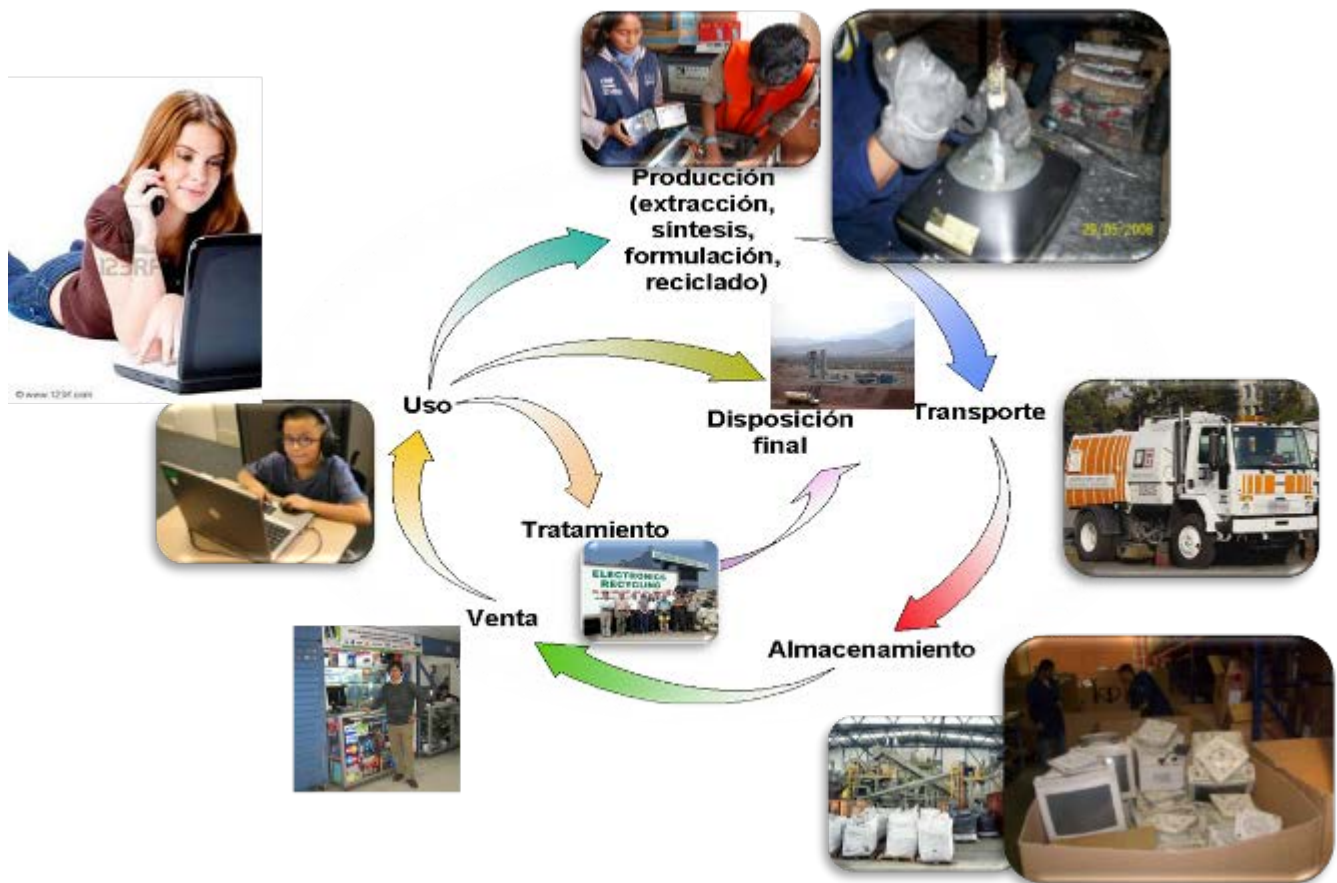 Producción
(extracción,
síntesis,
formulación,
reciclado)
29/05/2008
123RF
© www.123rf.com
Uso
Disposición
final
Transporte
Tratamiento
ELECTRONICS
RECYCLING
Venta
Almacenamiento